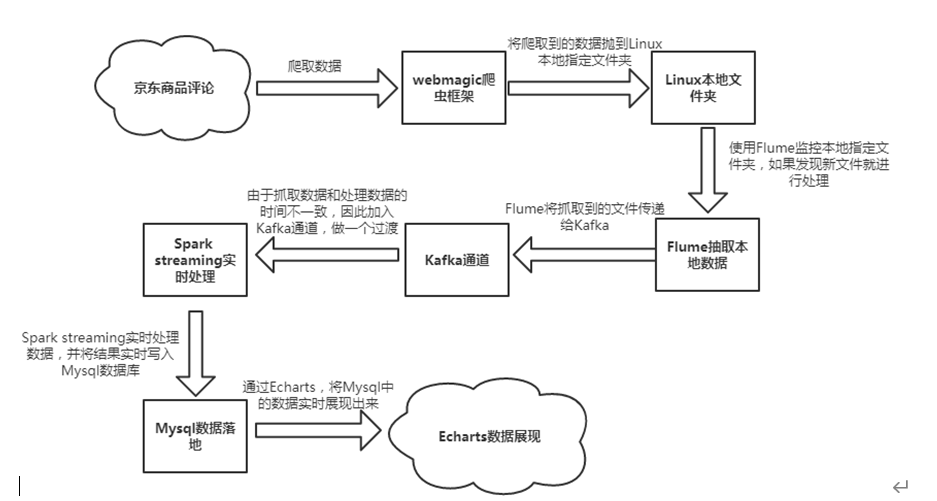 京东商品评论
爬取数据
webmagic爬
虫框架
将爬取到的数据抛到Linux
本地指定文件夹
Linux本地文
件夹
使用Flume监控本地指定文
件夹，如果发现新文件就进
行处理
Flume抽取本
地数据
Flume将抓取到的文件传递
给Kafka
Kafka通道
由于抓取数据和处理数据的
时间不一致，因此加入
Kafka通道，做一个过渡
Spark
streaming实
时处理
Spark streaming实时处理
数据，并将结果实时写入
Mysql数据库
Mysql数据落
地
通过Echarts，将Mysql中
的数据实时展现出来
Echarts数据展现